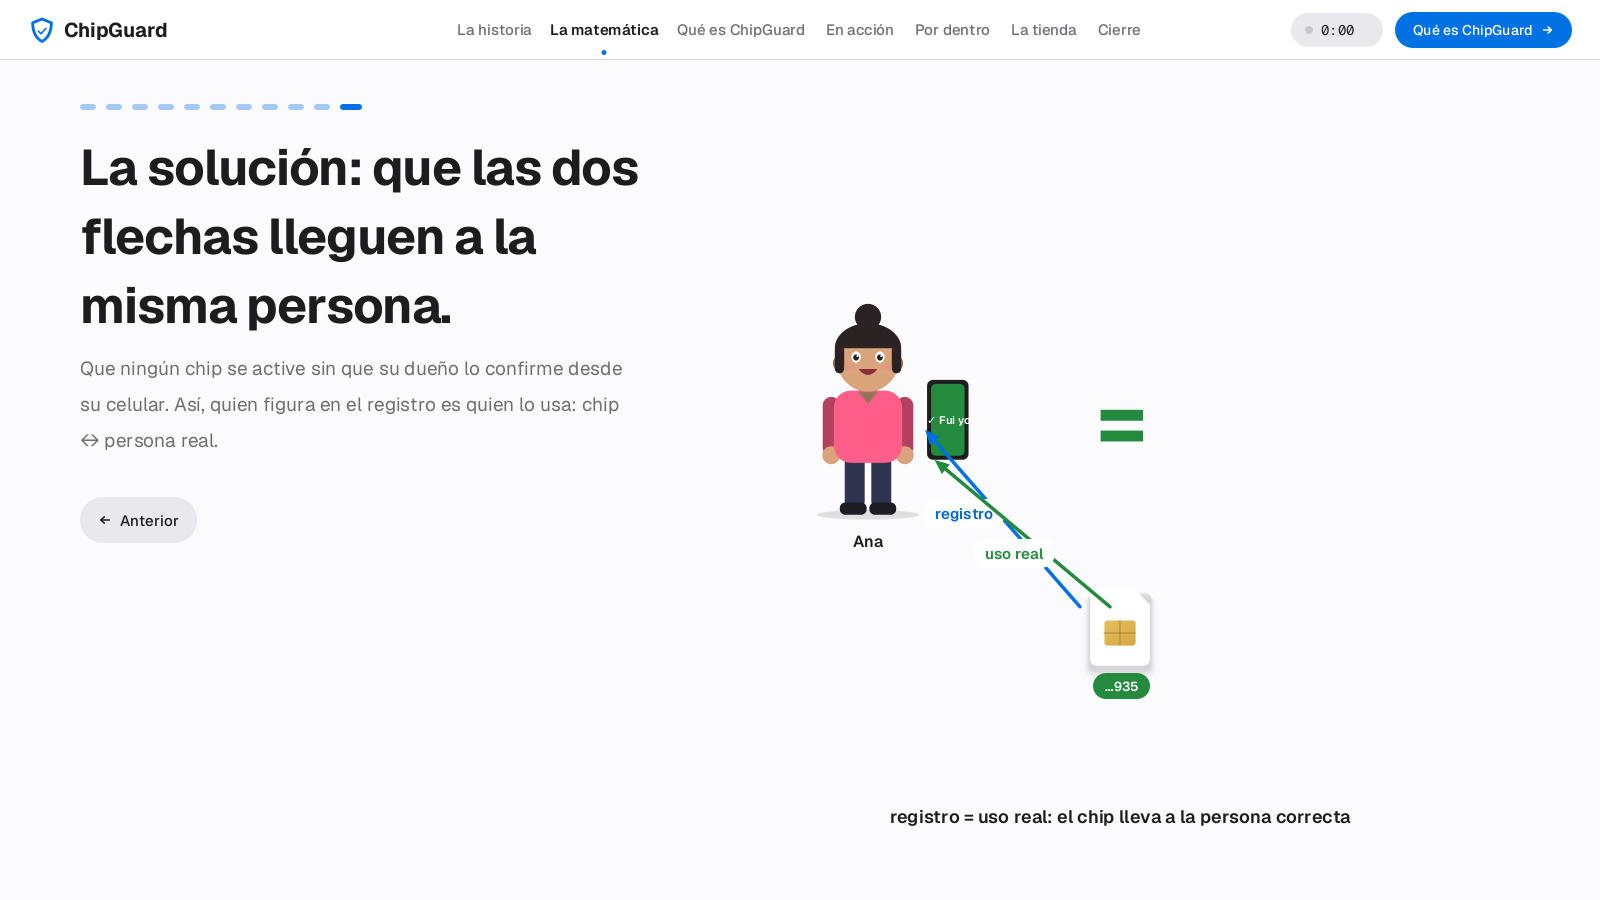 ChipGuard
La historia
La matemática
Qué es ChipGuard
En acción
Por dentro
La tienda
Cierre
0:00
Qué es ChipGuard →
La solución: que las dos
flechas lleguen a la
misma persona.
Que ningún chip se active sin que su dueño lo confirme desde
su celular. Así, quien figura en el registro es quien lo usa: chip
↔ persona real.
← Anterior
✓ Fui yo
=
registro
uso real
Ana
...935
registro = uso real: el chip lleva a la persona correcta